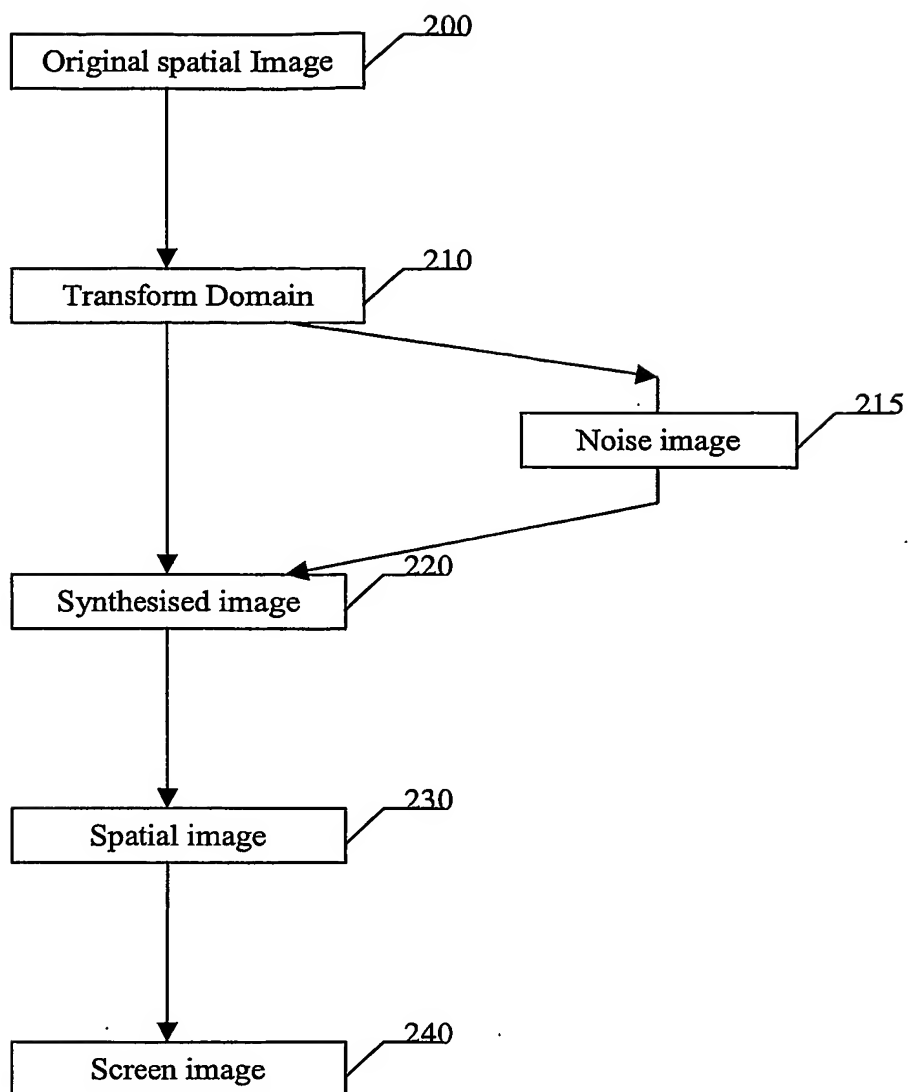 200
Original spatial Image
210
Transform Domain
215
Noise image
220
Synthesised image
230
Spatial image
240
Screen image